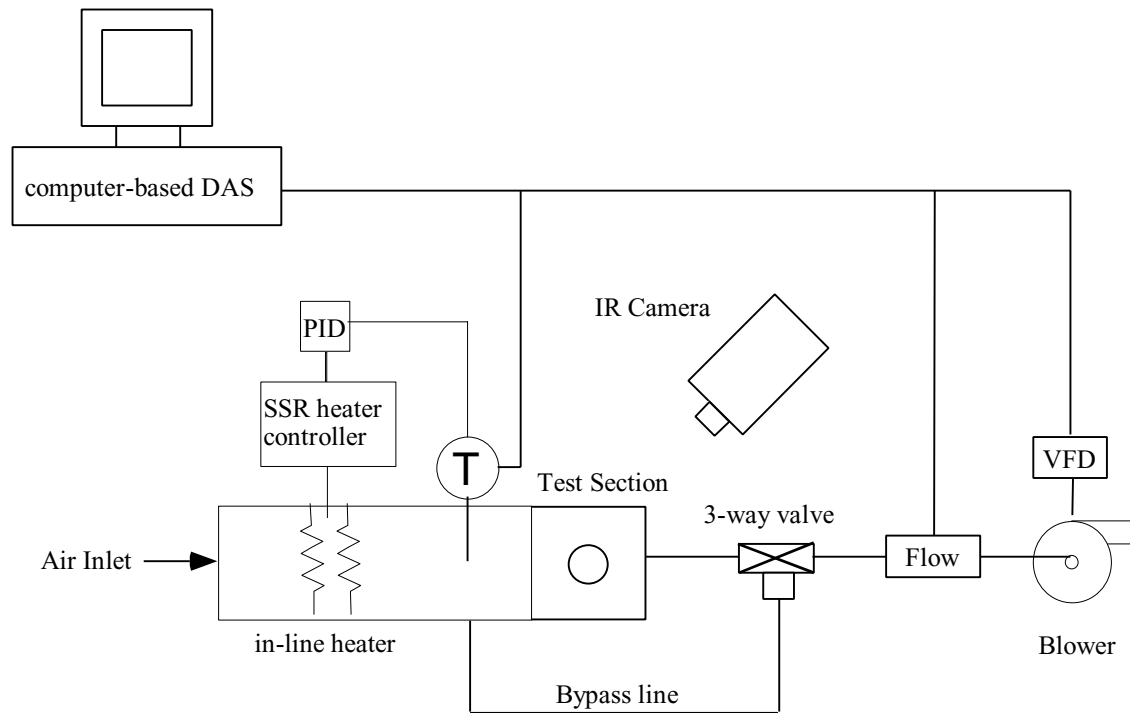 computer-based DAS
IR Camera
PID
SSR heater
controller
T
VFD
Test Section
3-way valve
Air Inlet
Flow
in-line heater
Blower
Bypass line